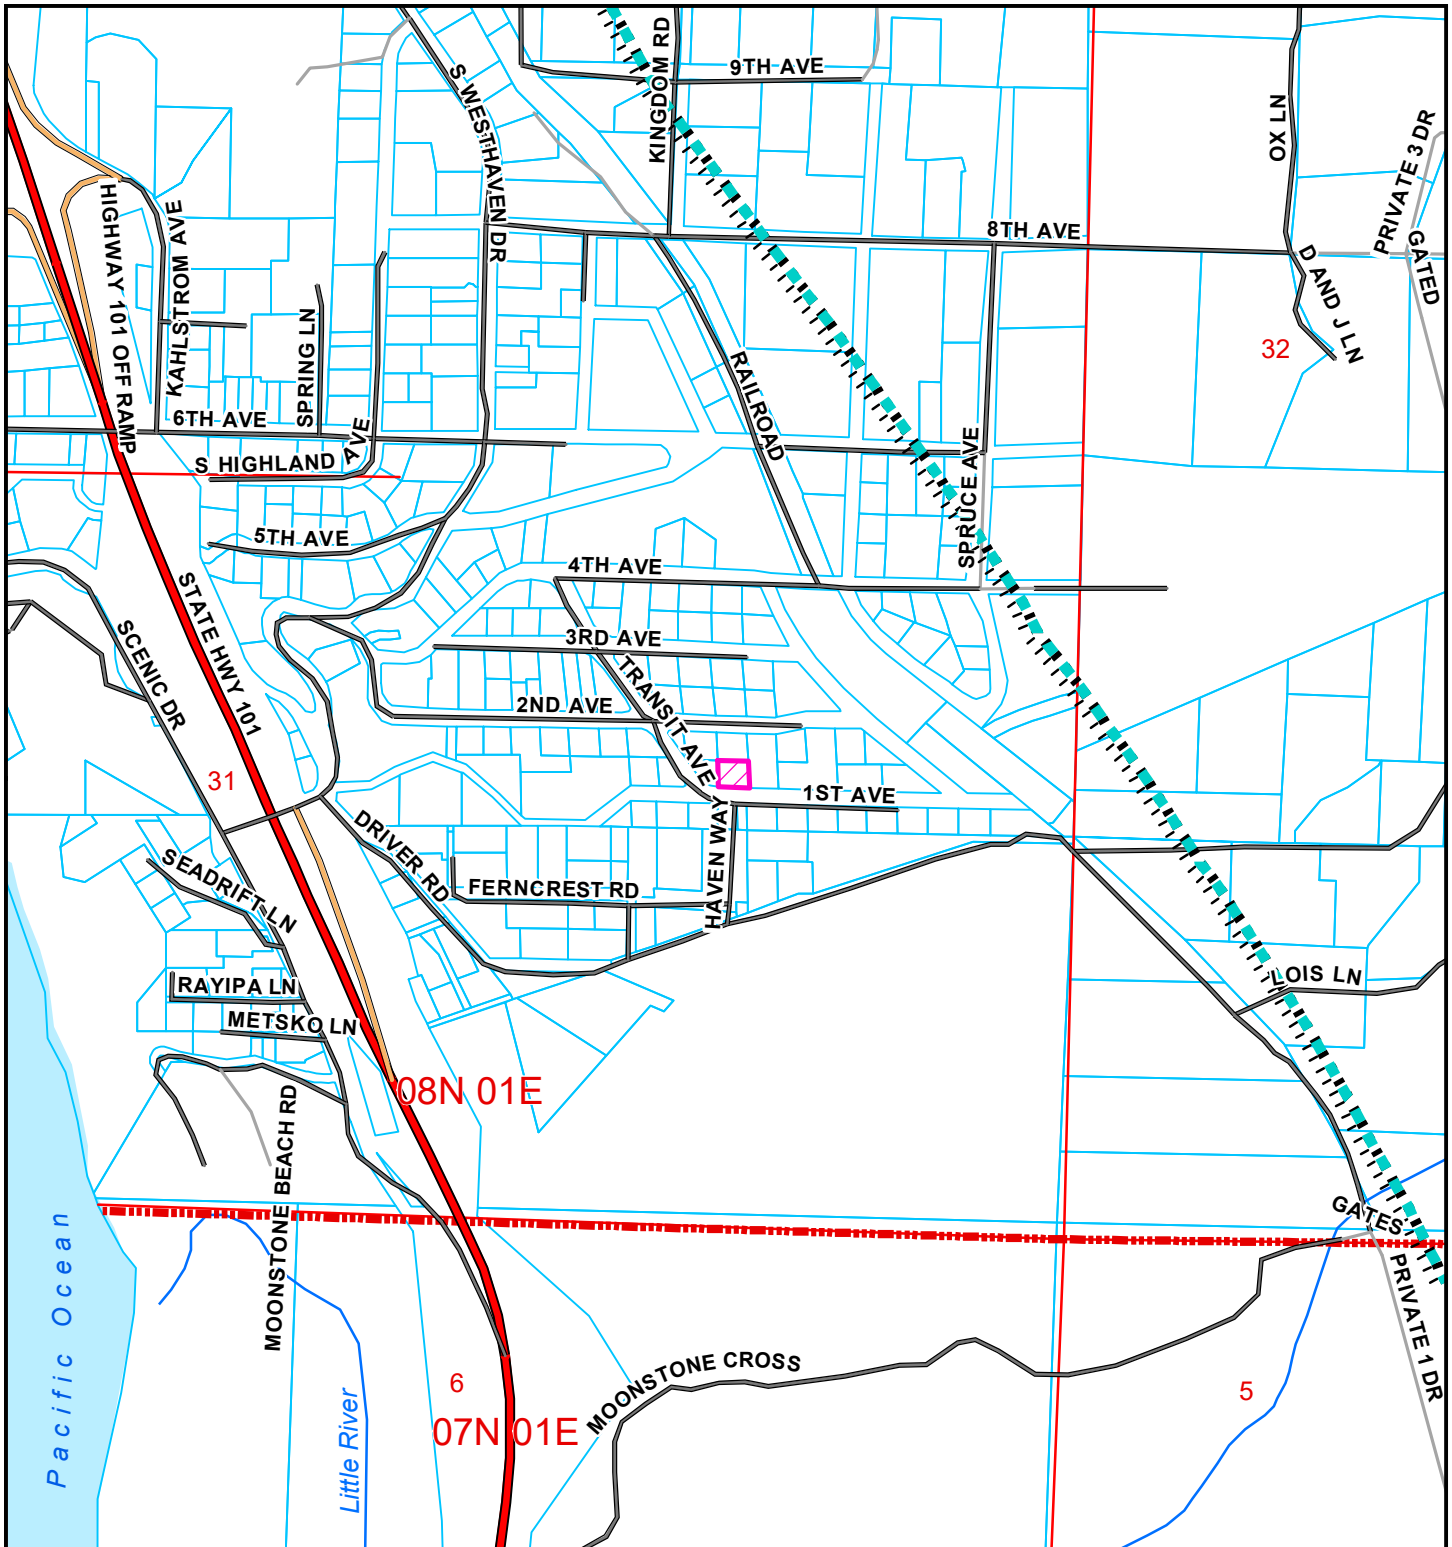 KINGDOM RD
9TH AVE
S WESTHAVEN DR
OX LN
PRIVATE 3 DR
GATED
8TH AVE
D AND J LN
32
HIGHWAY 101 OFF RAMP
KAHLSTROM AVE
SPRING LN
6TH AVE
S HIGHLAND AVE
RAILROAD
SPRUCE AVE
5TH AVE
4TH AVE
STATE HWY 101
SCENIC DR
3RD AVE
TRANSIT AVE
2ND AVE
31
1ST AVE
HAVEN WAY
DRIVER RD
FERNCREST RD
SEADRIFT LN
RAYIPA LN
METSKO LN
LOIS LN
08N 01E
MOONSTONE BEACH RD
GATES
PRIVATE 1 DR
Pacific Ocean
Little River
MOONSTONE CROSS
6
5
07N 01E